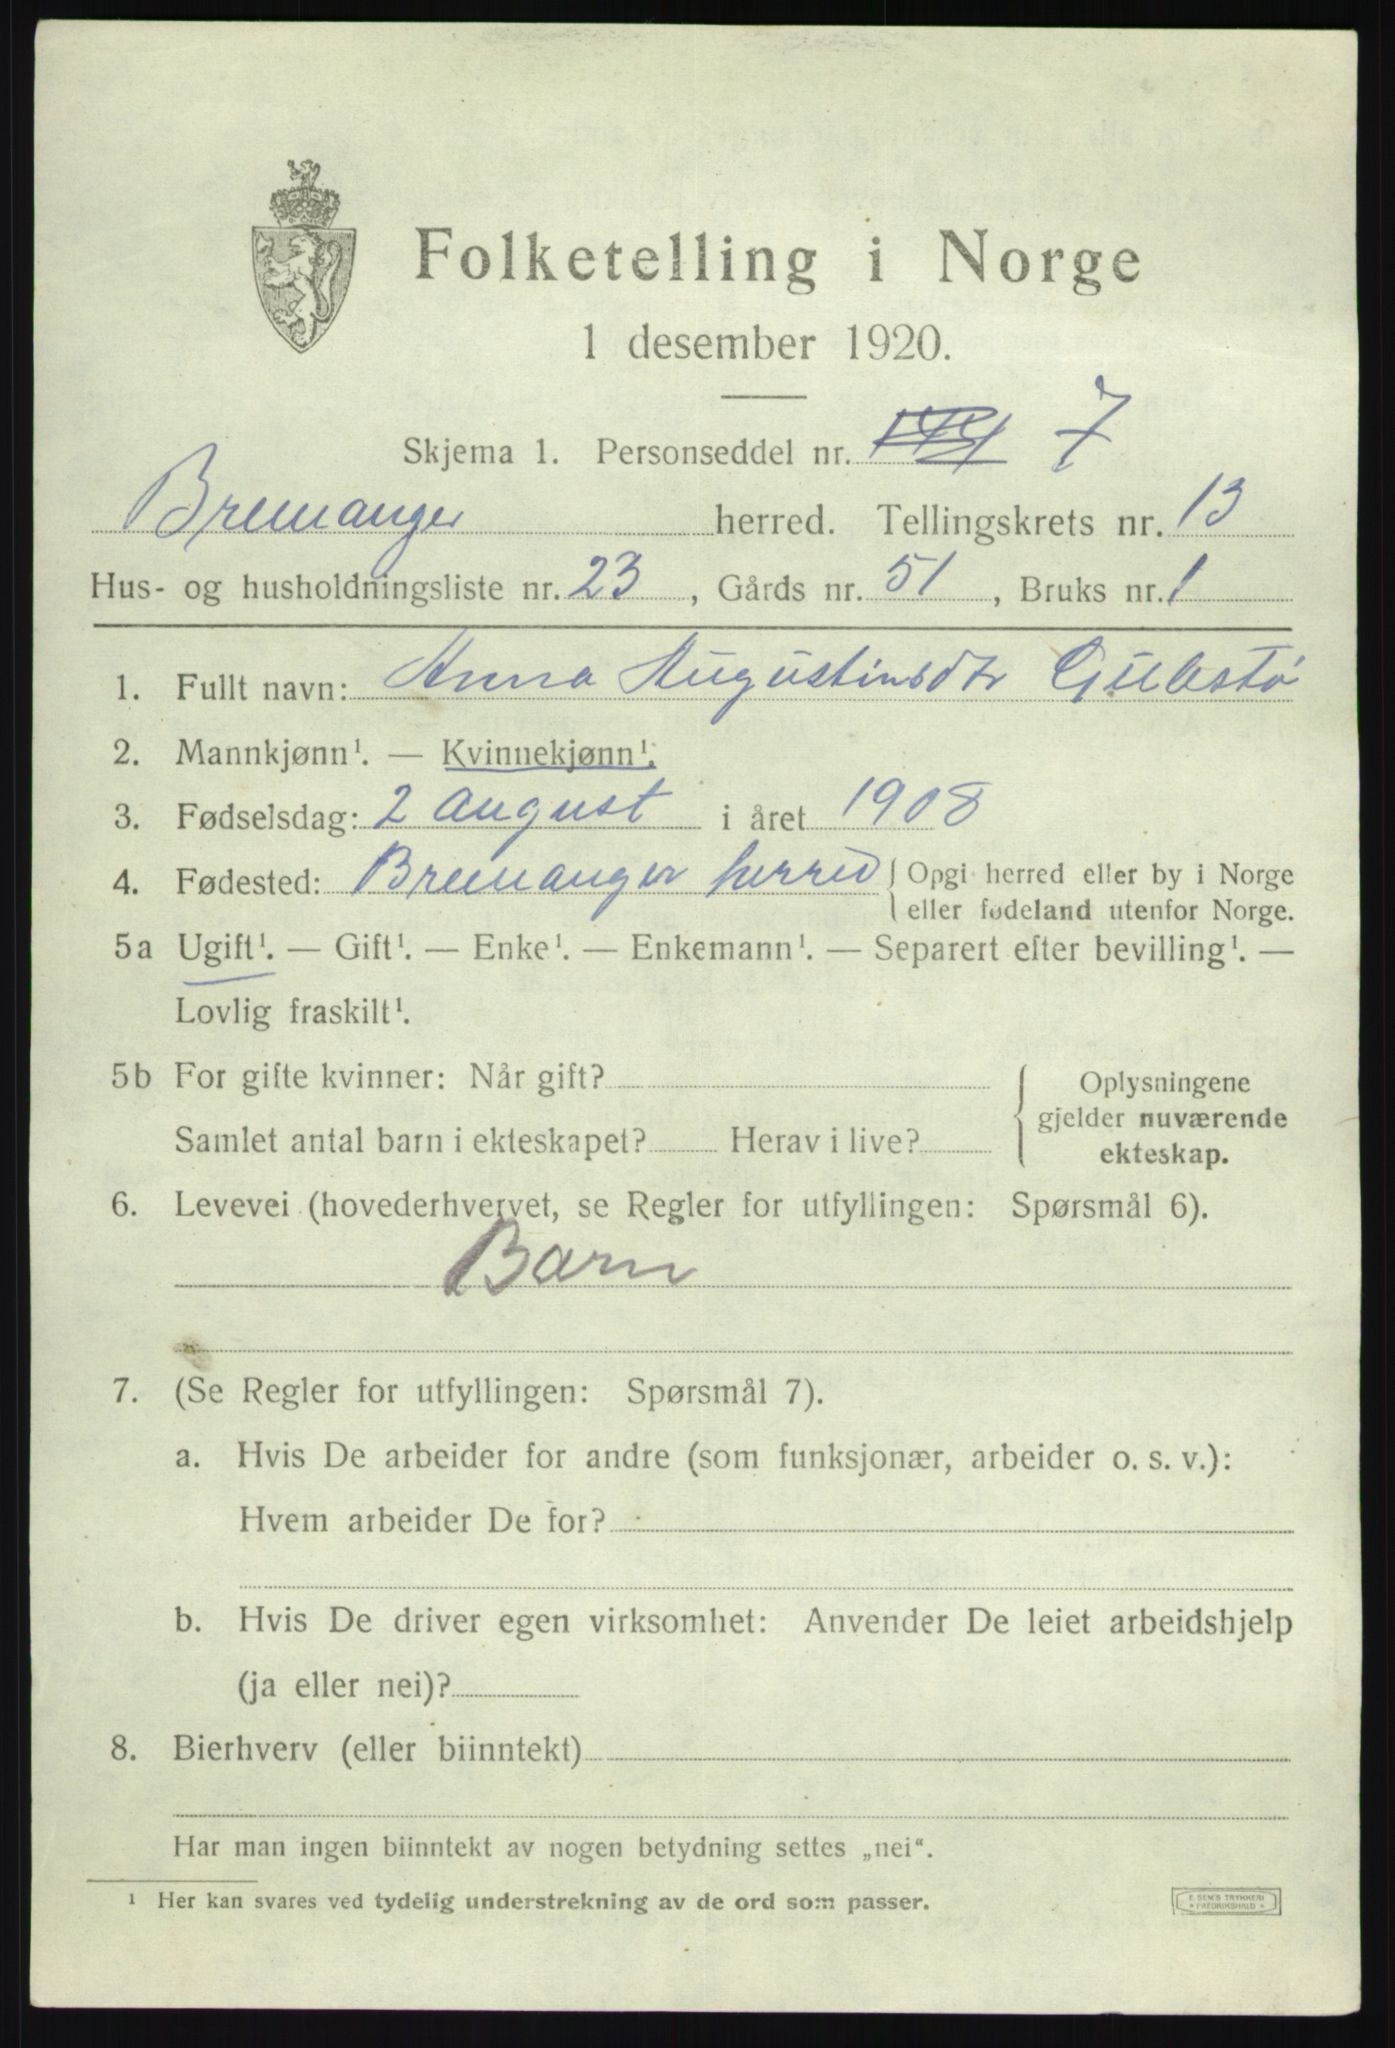 Folketelling i Norge
1 desember 1920.
Skjema 1. Personseddel nr. 7
Bremanger herred. Tellingskrets nr. 13
Hus- og husholdningsliste nr. 23, Gårds nr. 51, Bruks nr. 1
1. Fullt navn: Anna Augustinsdtr Gulestø
2. Mannkjønn¹. — Kvinnekjønn¹.
3. Fødselsdag: 2 august i året 1908
4. Fødested: Bremanger herred { Opgi herred eller by i Norge
eller fødeland utenfor Norge.
5a Ugift¹. — Gift¹. — Enke¹. — Enkemann¹. — Separert efter bevilling¹. —
Lovlig fraskilt¹.
5b For gifte kvinner: Når gift?
Samlet antal barn i ekteskapet? Herav i live?
{ Oplysningene
gjelder nuværende
ekteskap.
6. Levevei (hovederhvervet, se Regler for utfyllingen: Spørsmål 6).
Barn
7. (Se Regler for utfyllingen: Spørsmål 7).
a. Hvis De arbeider for andre (som funksjonær, arbeider o. s. v.):
Hvem arbeider De for?
b. Hvis De driver egen virksomhet: Anvender De leiet arbeidshjelp
(ja eller nei)?
8. Bierhverv (eller biinntekt)
Har man ingen biinntekt av nogen betydning settes „nei“.
¹ Her kan svares ved tydelig understrekning av de ord som passer.
E SEM'S TRYKKERI
FREDRIKSHALD